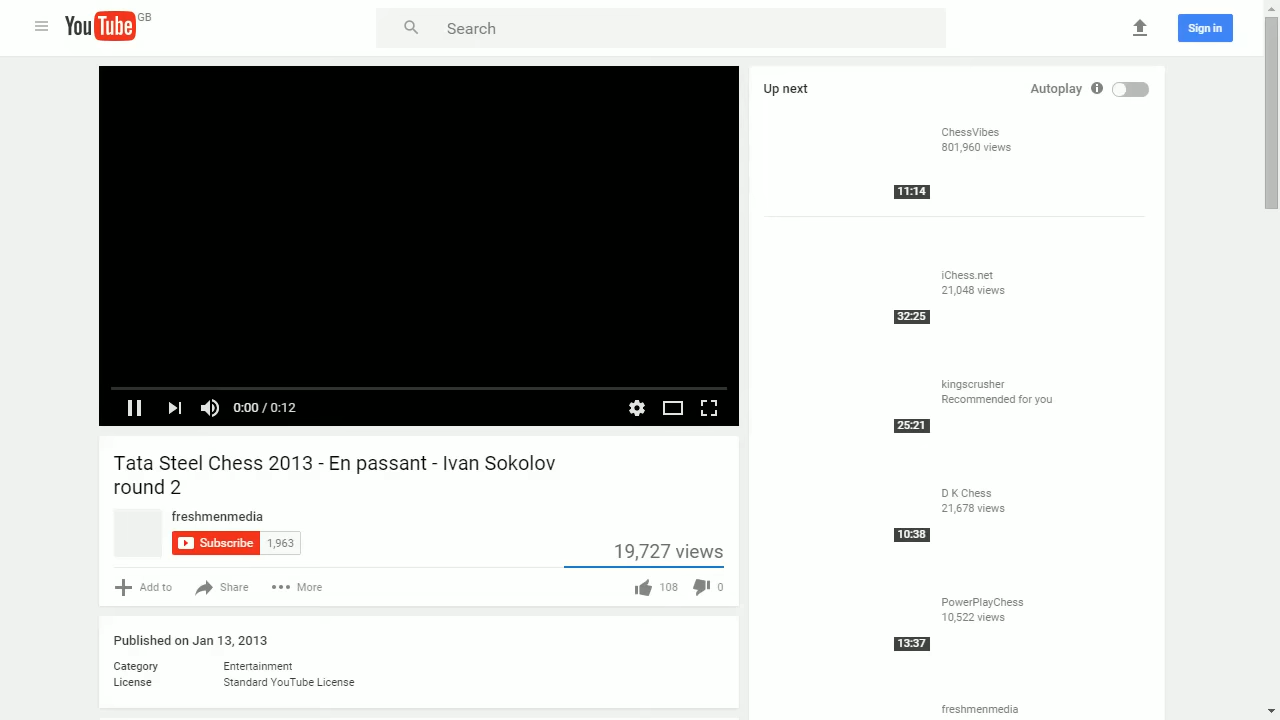 YouTube GB
Search
Sign in
Up next
Autoplay
ChessVibes
801,960 views
11:14
iChess.net
21,048 views
32:25
kingscrusher
Recommended for you
25:21
D K Chess
21,678 views
10:38
PowerPlayChess
10,522 views
13:37
freshmenmedia
0:00 / 0:12
Tata Steel Chess 2013 - En passant - Ivan Sokolov
round 2
freshmenmedia
Subscribe 1,963
19,727 views
Add to Share More 108 0
Published on Jan 13, 2013
Category Entertainment
License Standard YouTube License